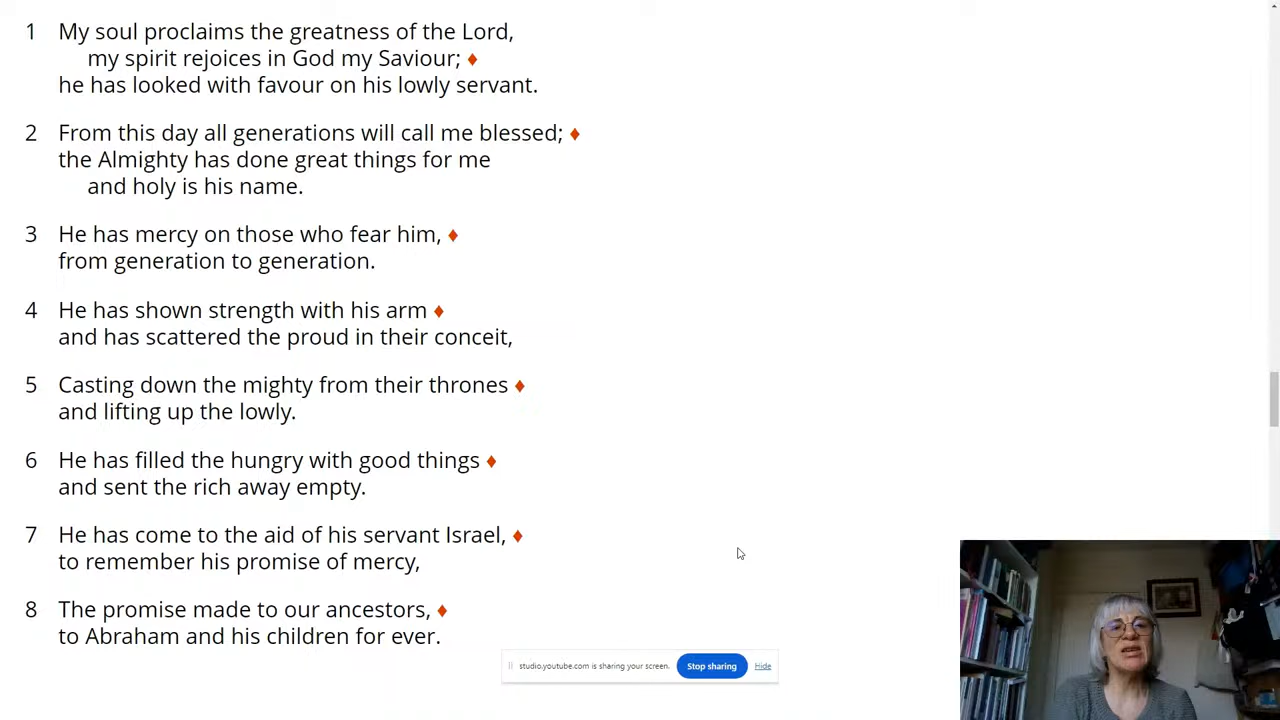 1 My soul proclaims the greatness of the Lord,
my spirit rejoices in God my Saviour; ♦
he has looked with favour on his lowly servant.
2 From this day all generations will call me blessed; ♦
the Almighty has done great things for me
and holy is his name.
3 He has mercy on those who fear him, ♦
from generation to generation.
4 He has shown strength with his arm ♦
and has scattered the proud in their conceit,
5 Casting down the mighty from their thrones ♦
and lifting up the lowly.
6 He has filled the hungry with good things ♦
and sent the rich away empty.
7 He has come to the aid of his servant Israel, ♦
to remember his promise of mercy,
8 The promise made to our ancestors, ♦
to Abraham and his children for ever.
studio.youtube.com is sharing your screen. Stop sharing Hide